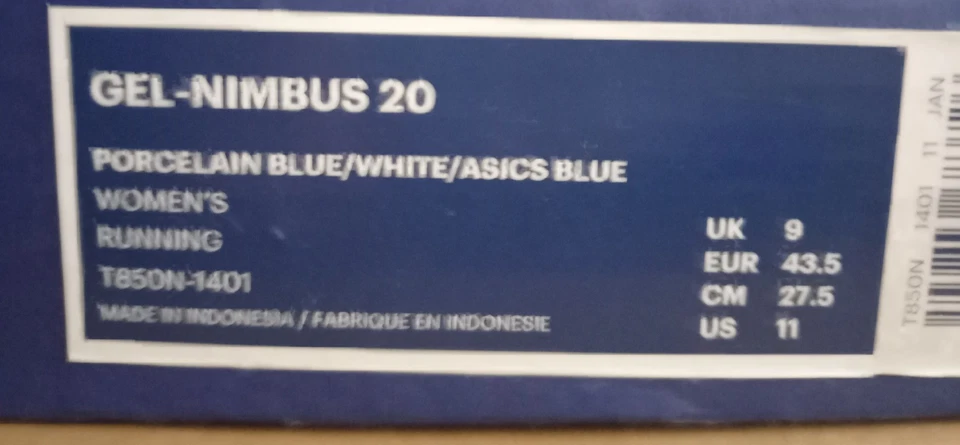 GEL-NIMBUS 20
PORCELAIN BLUE/WHITE/ASICS BLUE
WOMEN'S
RUNNING
T850N-1401
MADE IN INDONESIA / FABRIQUE EN INDONESIE
UK 9
EUR 43.5
CM 27.5
US 11
T850N 1401 11 JAN